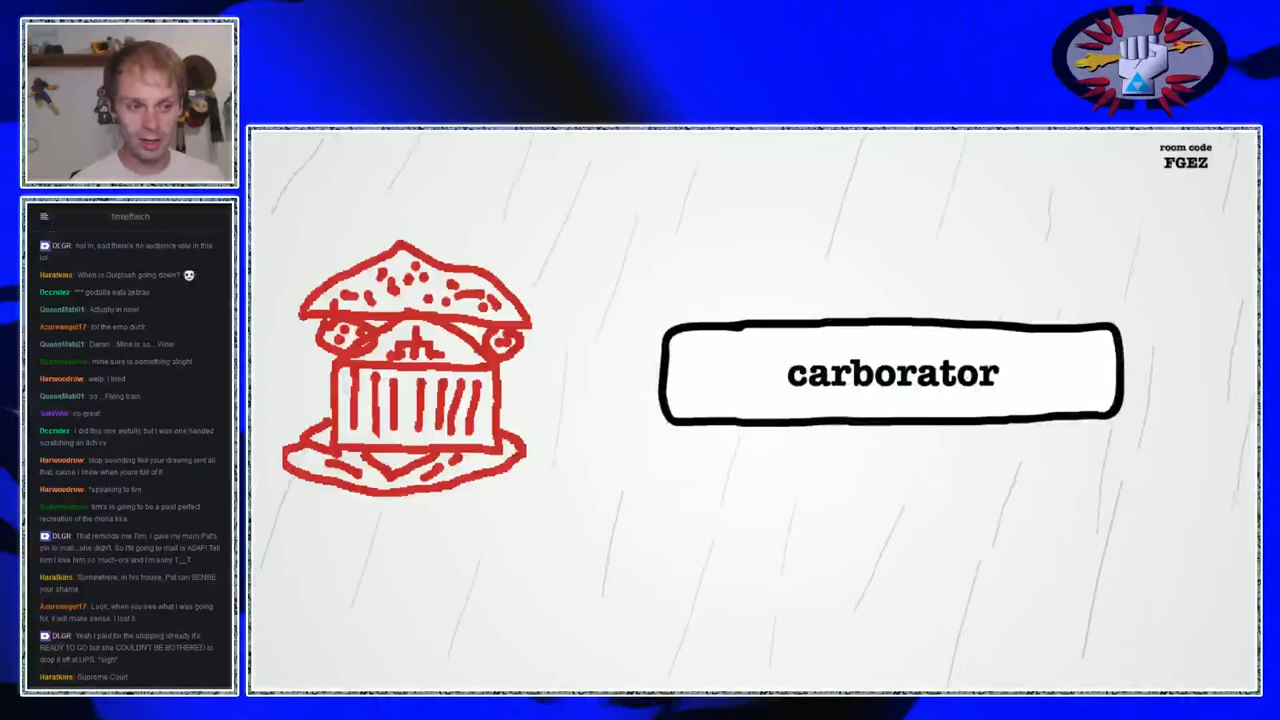 room code
FGEZ
carborator
timieffwich
DLGR: not in, sad there's no audience vote in this
lol
Haratkins: When is Quiplash going down?
Deccrulez: *** godzilla eats zebras
QueenMab01: Actually in now!
Azureangel17: lol the emo duck!
QueenMab01: Damn... Mine is so... Wow
mine sure is something alright
Harwoodrow: welp, I tried
QueenMab01: so... Flying train.
no great.
Deccrulez: I did this one awfully, but I was one handed
scratching an itch v.v
Harwoodrow: stop sounding like your drawing isnt all
that, cause i know when youre full of it
Harwoodrow: *speaking to tim
tim's is going to be a pixel perfect
recreation of the mona lisa.
DLGR: That reminds me Tim, I gave my mom Pat's
pin to mail...she didn't. So I'M going to mail is ASAP! Tell
him I love him so much-ors and I'm sorry T__T
Haratkins: Somewhere, in his house, Pat can SENSE
your shame
Azureangel17: Look, when you see what I was going
for, it will make sense. I lost it.
DLGR: Yeah I paid for the shipping already it's
READY TO GO but she COULDN'T BE BOTHERED to
drop it off at UPS. *sigh*
Haratkins: Supreme Court